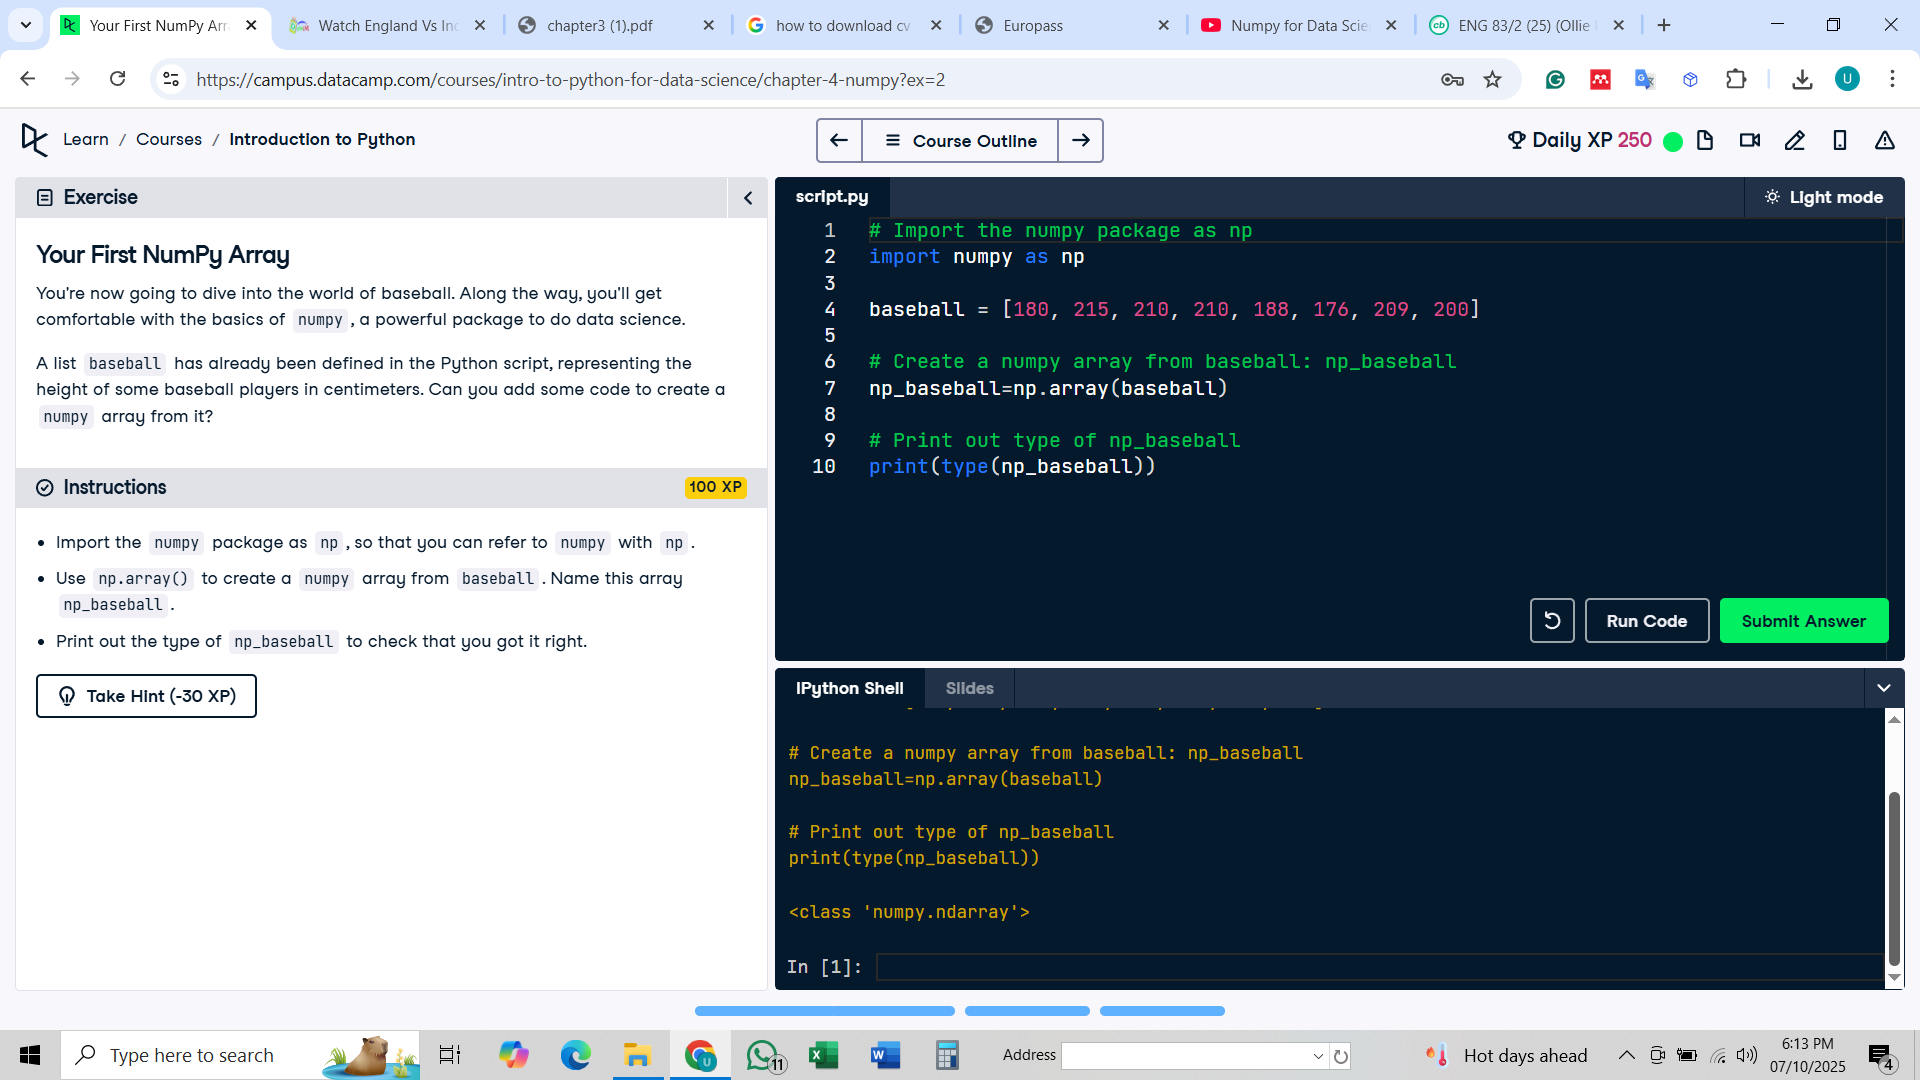 Your First NumPy Arr
Watch England Vs Inc
chapter3 (1).pdf
how to download cv
Europass
Numpy for Data Scie
ENG 83/2 (25) (Ollie
https://campus.datacamp.com/courses/intro-to-python-for-data-science/chapter-4-numpy?ex=2
U
Learn / Courses / Introduction to Python
Course Outline
Daily XP 250
Exercise
Your First NumPy Array
You're now going to dive into the world of baseball. Along the way, you'll get
comfortable with the basics of numpy, a powerful package to do data science.
A list baseball has already been defined in the Python script, representing the
height of some baseball players in centimeters. Can you add some code to create a
numpy array from it?
Instructions
100 XP
• Import the numpy package as np, so that you can refer to numpy with np.
• Use np.array() to create a numpy array from baseball. Name this array
np_baseball.
• Print out the type of np_baseball to check that you got it right.
Take Hint (-30 XP)
script.py
Light mode
1 # Import the numpy package as np
2 import numpy as np
3
4 baseball = [180, 215, 210, 210, 188, 176, 209, 200]
5
6 # Create a numpy array from baseball: np_baseball
7 np_baseball=np.array(baseball)
8
9 # Print out type of np_baseball
10 print(type(np_baseball))
Run Code
Submit Answer
IPython Shell
Slides
# Create a numpy array from baseball: np_baseball
np_baseball=np.array(baseball)
# Print out type of np_baseball
print(type(np_baseball))
<class 'numpy.ndarray'>
In [1]:
Type here to search
11
Address
Hot days ahead
6:13 PM
07/10/2025
4